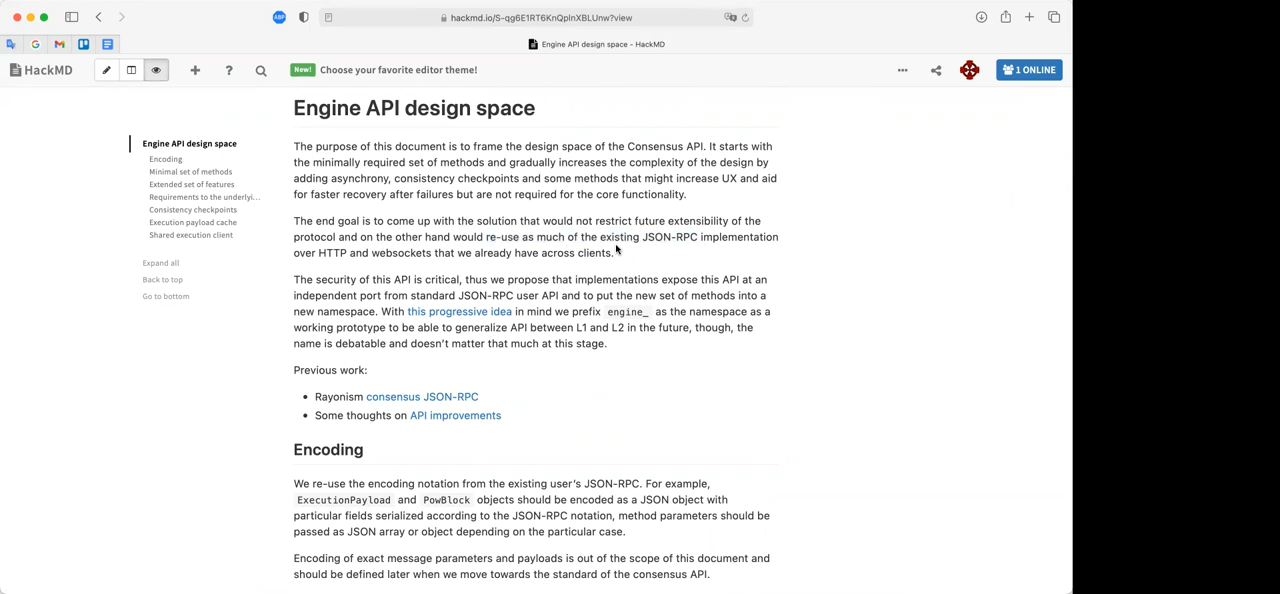 ABP
hackmd.io/S-qg6E1RT6KnQpInXBLUnw?view
Engine API design space - HackMD
HackMD
New! Choose your favorite editor theme!
1 ONLINE
Engine API design space
Encoding
Minimal set of methods
Extended set of features
Requirements to the underlyi...
Consistency checkpoints
Execution payload cache
Shared execution client
Expand all
Back to top
Go to bottom
Engine API design space
The purpose of this document is to frame the design space of the Consensus API. It starts with
the minimally required set of methods and gradually increases the complexity of the design by
adding asynchrony, consistency checkpoints and some methods that might increase UX and aid
for faster recovery after failures but are not required for the core functionality.
The end goal is to come up with the solution that would not restrict future extensibility of the
protocol and on the other hand would re-use as much of the existing JSON-RPC implementation
over HTTP and websockets that we already have across clients.
The security of this API is critical, thus we propose that implementations expose this API at an
independent port from standard JSON-RPC user API and to put the new set of methods into a
new namespace. With this progressive idea in mind we prefix engine_ as the namespace as a
working prototype to be able to generalize API between L1 and L2 in the future, though, the
name is debatable and doesn't matter that much at this stage.
Previous work:
• Rayonism consensus JSON-RPC
• Some thoughts on API improvements
Encoding
We re-use the encoding notation from the existing user's JSON-RPC. For example,
ExecutionPayload and PowBlock objects should be encoded as a JSON object with
particular fields serialized according to the JSON-RPC notation, method parameters should be
passed as JSON array or object depending on the particular case.
Encoding of exact message parameters and payloads is out of the scope of this document and
should be defined later when we move towards the standard of the consensus API.